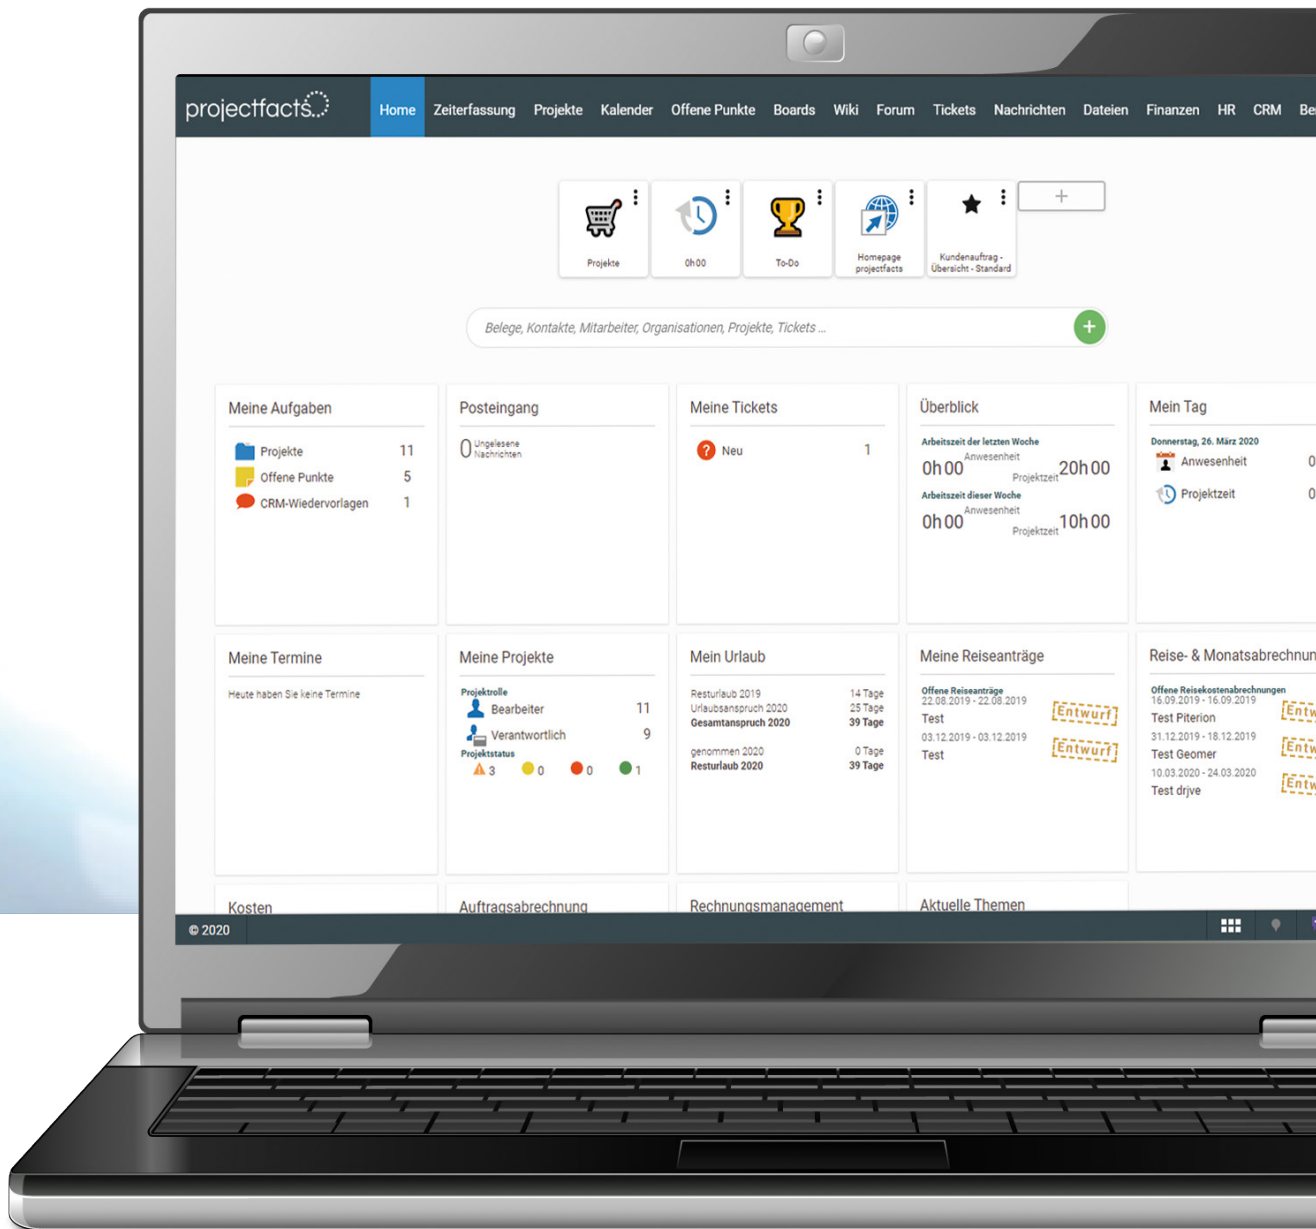 projectfacts
Home Zeiterfassung Projekte Kalender Offene Punkte Boards Wiki Forum Tickets Nachrichten Dateien Finanzen HR CRM
Projekte
0h00
To-Do
Homepage
projectfacts
Kundenauftrag -
Übersicht - Standard
Belege, Kontakte, Mitarbeiter, Organisationen, Projekte, Tickets ...
Meine Aufgaben
Projekte 11
Offene Punkte 5
CRM-Wiedervorlagen 1
Posteingang
0 Ungelesene
Nachrichten
Meine Tickets
Neu 1
Überblick
Arbeitszeit der letzten Woche
0h00 Anwesenheit
Projektzeit 20h00
Arbeitszeit dieser Woche
0h00 Anwesenheit
Projektzeit 10h00
Mein Tag
Donnerstag, 26. März 2020
Anwesenheit 0
Projektzeit 0
Meine Termine
Heute haben Sie keine Termine
Meine Projekte
Projektrolle
Bearbeiter 11
Verantwortlich 9
Projektstatus
3 0 0 1
Mein Urlaub
Resturlaub 2019 14 Tage
Urlaubsanspruch 2020 25 Tage
Gesamtanspruch 2020 39 Tage
genommen 2020 0 Tage
Resturlaub 2020 39 Tage
Meine Reiseanträge
Offene Reiseanträge
22.08.2019 - 22.08.2019
Test Entwurf
03.12.2019 - 03.12.2019
Test Entwurf
Reise- & Monatsabrechnun
Offene Reisekostenabrechnungen
16.09.2019 - 16.09.2019
Test Piterion Entw
31.12.2019 - 18.12.2019
Test Geomer Entw
10.03.2020 - 24.03.2020
Test drjve Entw
Kosten
Auftragsabrechnung
Rechnungsmanagement
Aktuelle Themen
© 2020